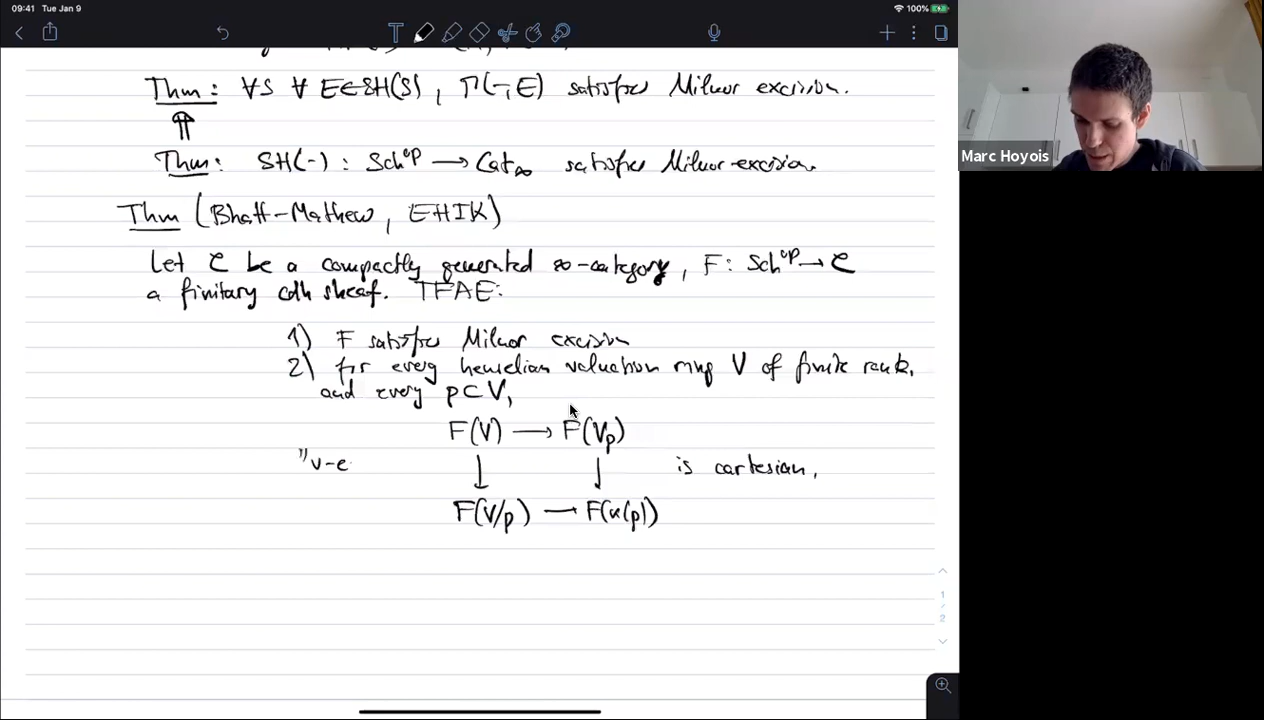 09:41 Tue Jan 9
100%
Thm: ∀S ∀ E∈SH(S), Γ(-,E) satisfies Milnor excision.
⇑
Thm: SH(-): Sch^op → Cat_∞ satisfies Milnor excision.
Thm (Bhatt-Mathew, EHIK)
Let C be a compactly generated ∞-category, F: Sch^op → C
a finitary cdh sheaf. TFAE:
1) F satisfies Milnor excision
2) for every henselian valuation ring V of finite rank,
and every p⊂V,
F(V) → F(V_p)
"v-e
↓ ↓ is cartesian,
F(V/p) → F(κ(p))
Marc Hoyois
1
/
2